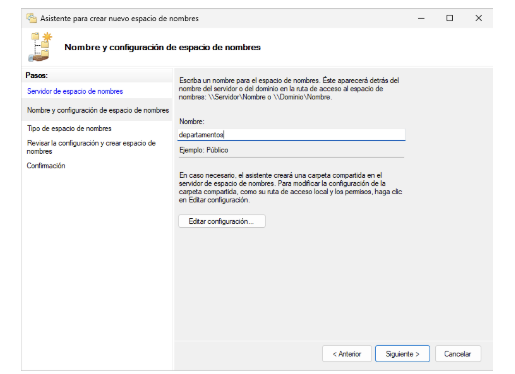 Asistente para crear nuevo espacio de nombres
Nombre y configuración de espacio de nombres
Pasos:
Servidor de espacio de nombres
Nombre y configuración de espacio de nombres
Tipo de espacio de nombres
Revisar la configuración y crear espacio de
nombres
Confirmación
Escriba un nombre para el espacio de nombres. Éste aparecerá detrás del
nombre del servidor o del dominio en la ruta de acceso al espacio de
nombres: \\Servidor\Nombre o \\Dominio\Nombre.
Nombre:
departamentos
Ejemplo: Público
En caso necesario, el asistente creará una carpeta compartida en el
servidor de espacio de nombres. Para modificar la configuración de la
carpeta compartida, como su ruta de acceso local y los permisos, haga clic
en Editar configuración.
Editar configuración...
< Anterior
Siguiente >
Cancelar